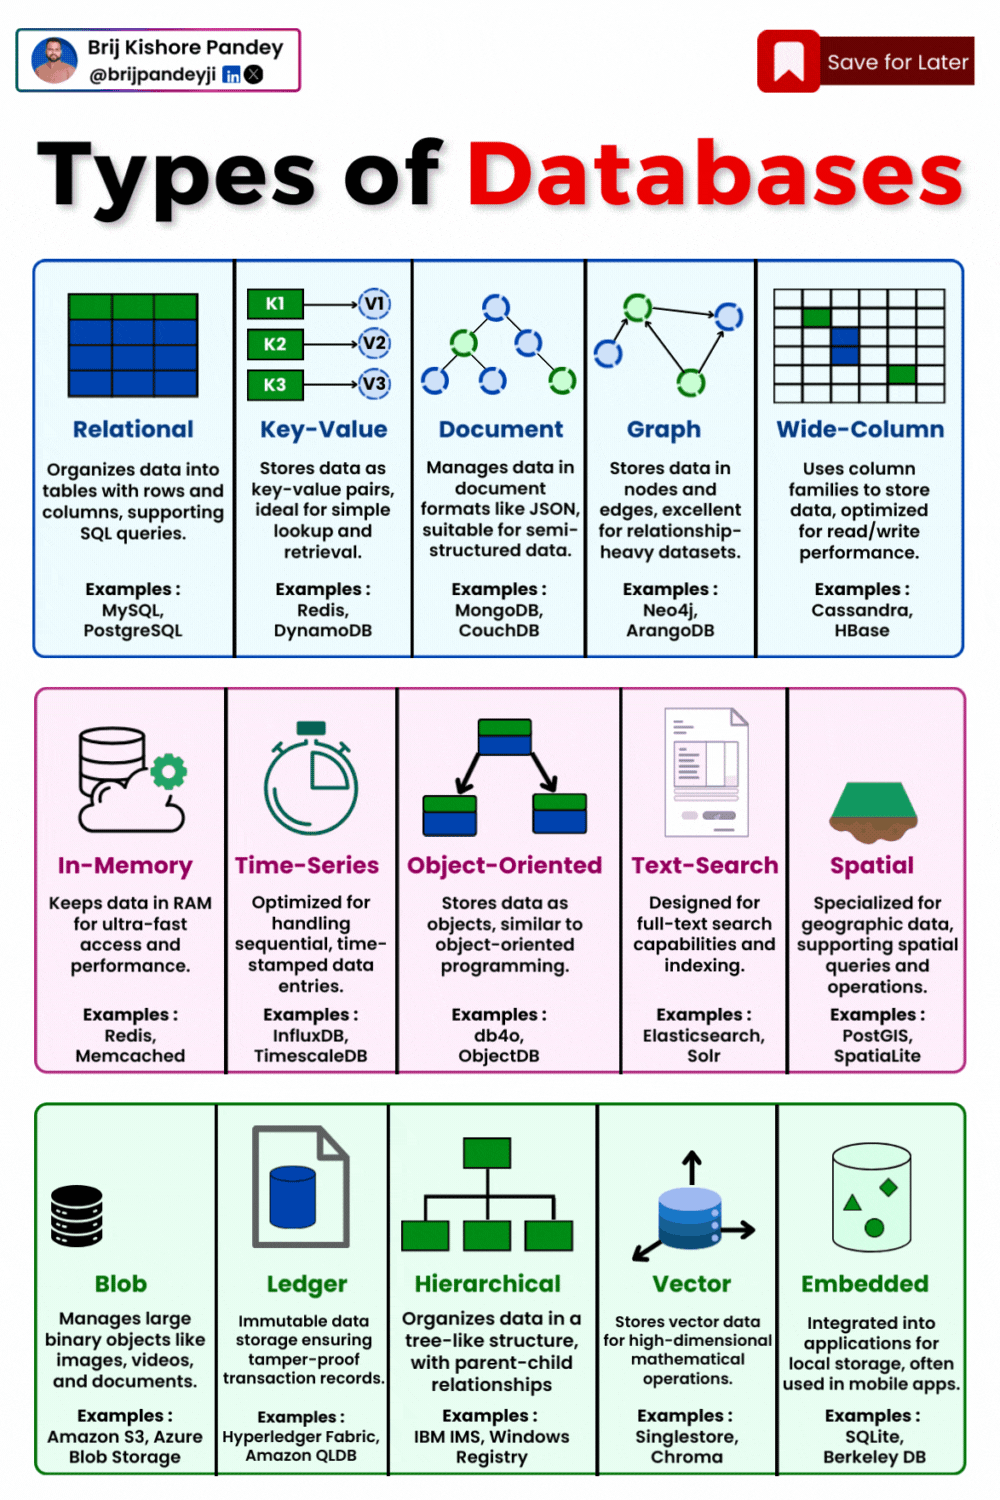 Brij Kishore Pandey
@brijpandeyji in X
Save for Later
Types of Databases
K1
V1
K2
V2
K3
V3
Relational
Organizes data into
tables with rows and
columns, supporting
SQL queries.
Examples :
MySQL,
PostgreSQL
Key-Value
Stores data as
key-value pairs,
ideal for simple
lookup and
retrieval.
Examples :
Redis,
DynamoDB
Document
Manages data in
document
formats like JSON,
suitable for semi-
structured data.
Examples :
MongoDB,
CouchDB
Graph
Stores data in
nodes and
edges, excellent
for relationship-
heavy datasets.
Examples :
Neo4j,
ArangoDB
Wide-Column
Uses column
families to store
data, optimized
for read/write
performance.
Examples :
Cassandra,
HBase
In-Memory
Keeps data in RAM
for ultra-fast
access and
performance.
Examples :
Redis,
Memcached
Time-Series
Optimized for
handling
sequential, time-
stamped data
entries.
Examples :
InfluxDB,
TimescaleDB
Object-Oriented
Stores data as
objects, similar to
object-oriented
programming.
Examples :
db4o,
ObjectDB
Text-Search
Designed for
full-text search
capabilities and
indexing.
Examples :
Elasticsearch,
Solr
Spatial
Specialized for
geographic data,
supporting spatial
queries and
operations.
Examples :
PostGIS,
SpatiaLite
Blob
Manages large
binary objects like
images, videos,
and documents.
Examples :
Amazon S3, Azure
Blob Storage
Ledger
Immutable data
storage ensuring
tamper-proof
transaction records.
Examples :
Hyperledger Fabric,
Amazon QLDB
Hierarchical
Organizes data in a
tree-like structure,
with parent-child
relationships
Examples :
IBM IMS, Windows
Registry
Vector
Stores vector data
for high-dimensional
mathematical
operations.
Examples :
Singlestore,
Chroma
Embedded
Integrated into
applications for
local storage, often
used in mobile apps.
Examples :
SQLite,
Berkeley DB